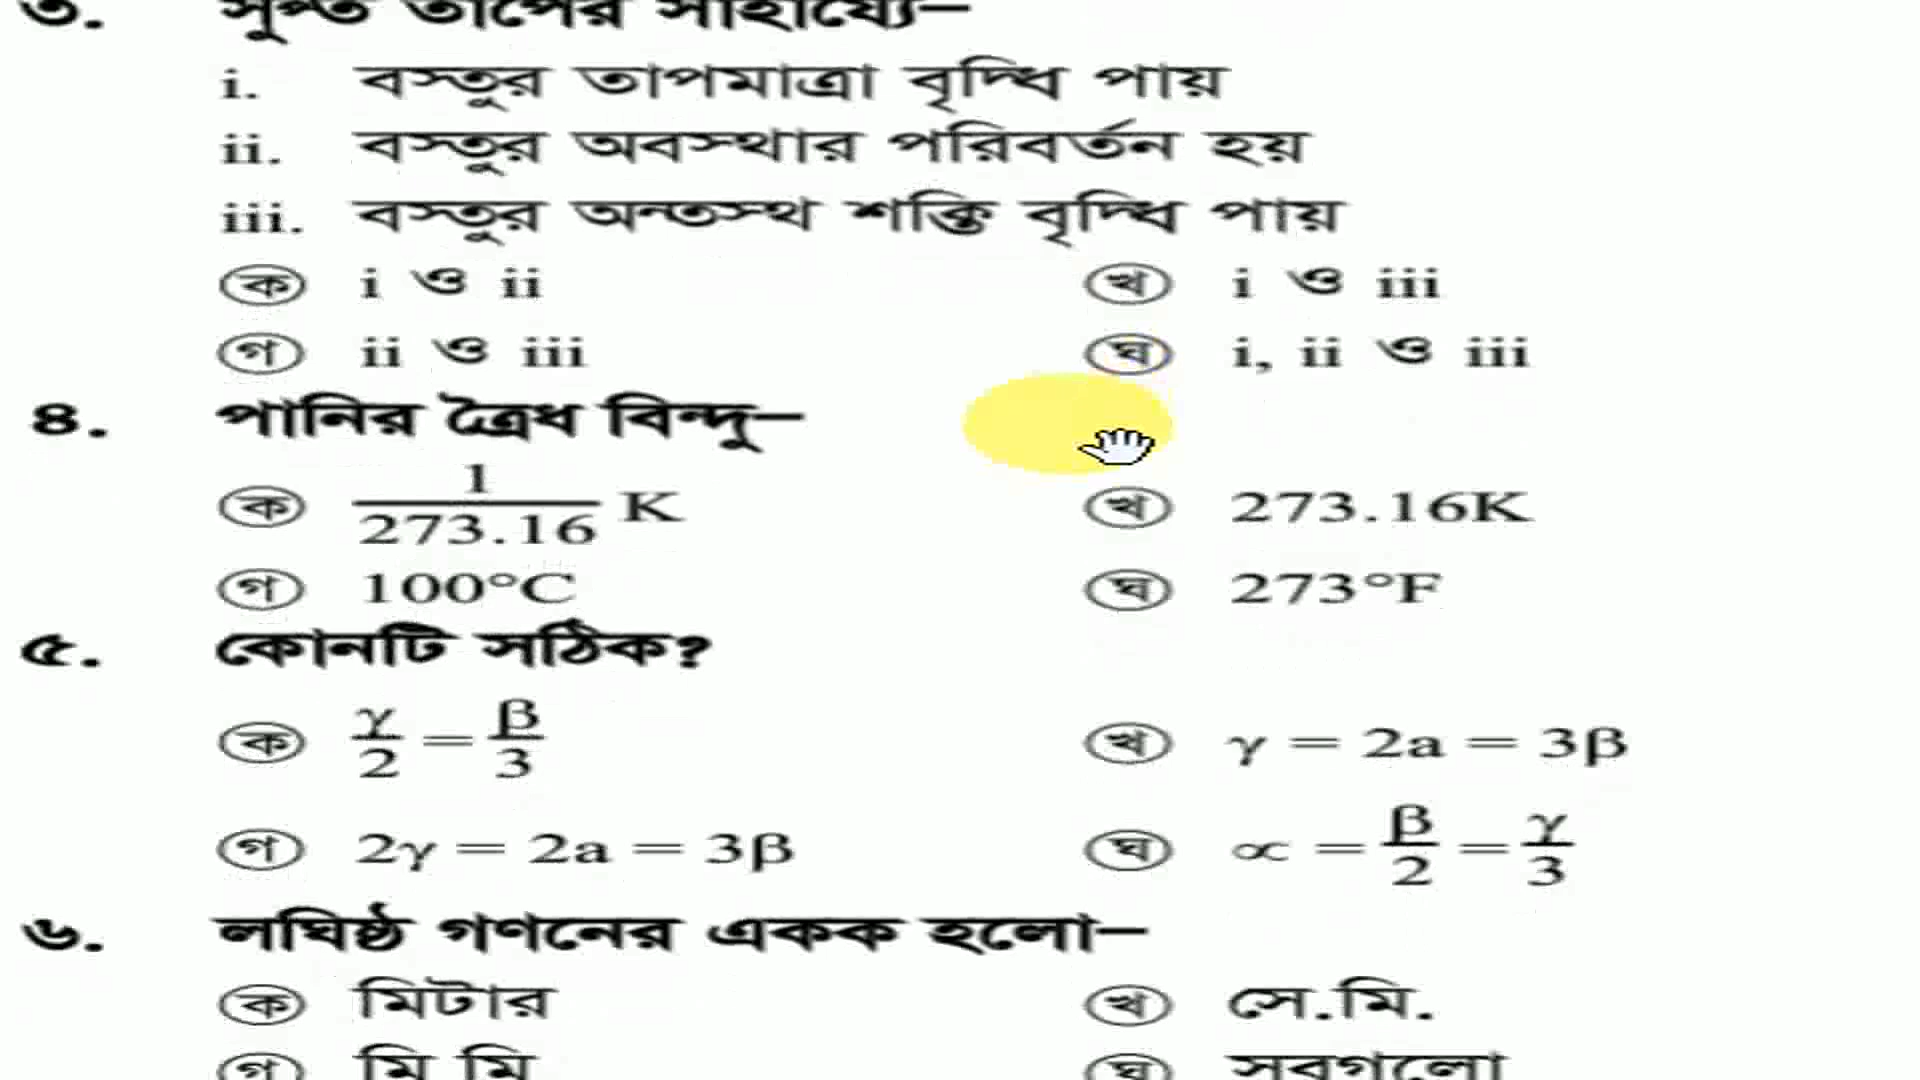 ৩. সুপ্ত তাপের সাহায্যে–
i. বস্তুর তাপমাত্রা বৃদ্ধি পায়
ii. বস্তুর অবস্থার পরিবর্তন হয়
iii. বস্তুর অন্তস্থ শক্তি বৃদ্ধি পায়
ক i ও ii খ i ও iii
গ ii ও iii ঘ i, ii ও iii
৪. পানির ত্রৈধ বিন্দু–
ক 1/273.16 K খ 273.16K
গ 100°C ঘ 273°F
৫. কোনটি সঠিক?
ক γ/2 = β/3 খ γ = 2a = 3β
গ 2γ = 2a = 3β ঘ ∝ = β/2 = γ/3
৬. লঘিষ্ঠ গণনের একক হলো–
ক মিটার খ সে.মি.
গ মি মি ঘ সবগুলো